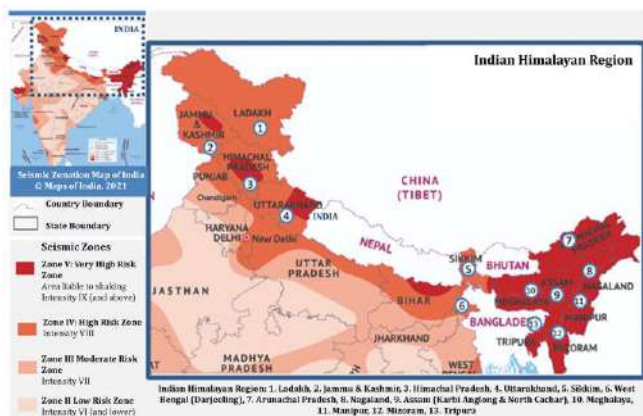 INDIA
Indian Himalayan Region
Seismic Zonation Map of India
& Maps of India, 2021
Country Boundary
State Boundary
Seismic Zones
Zone V: Very High Risk
Zone
Area liable to shaking
Intensity IX (and above)
Zone IV: High Risk Zone
Intensity VIII
Zone III Moderate Risk
Zone
Intensity VII
Zone II Low Risk Zone
Intensity VI (and lower)
LADAKH
1
JAMMU
&
KASHMIR
2
HIMACHAL
PRADESH
3
PUNJAB
Chandigarh
UTTARAKHAND
4
INDIA
HARYANA
DELHI
New Delhi
CHINA
(TIBET)
NEPAL
UTTAR
PRADESH
SIKKIM
5
BHUTAN
7
PRADESH
8
NAGALAND
ASSAM
9
10
MEGHALAYA
11
MANIPUR
BIHAR
6
BANGLADESH
13
TRIPURA
12
MIZORAM
JASTHAN
JHARKHAND
MADHYA
PRADESH
WEST
Indian Himalayan Region: 1. Ladakh, 2. Jammu & Kashmir, 3. Himachal Pradesh, 4. Uttarakhand, 5. Sikkim, 6. West
Bengal (Darjeeling), 7. Arunachal Pradesh, 8. Nagaland, 9. Assam (Karbi Anglong & North Cachar), 10. Meghalaya,
11. Manipur, 12. Mizoram, 13. Tripura